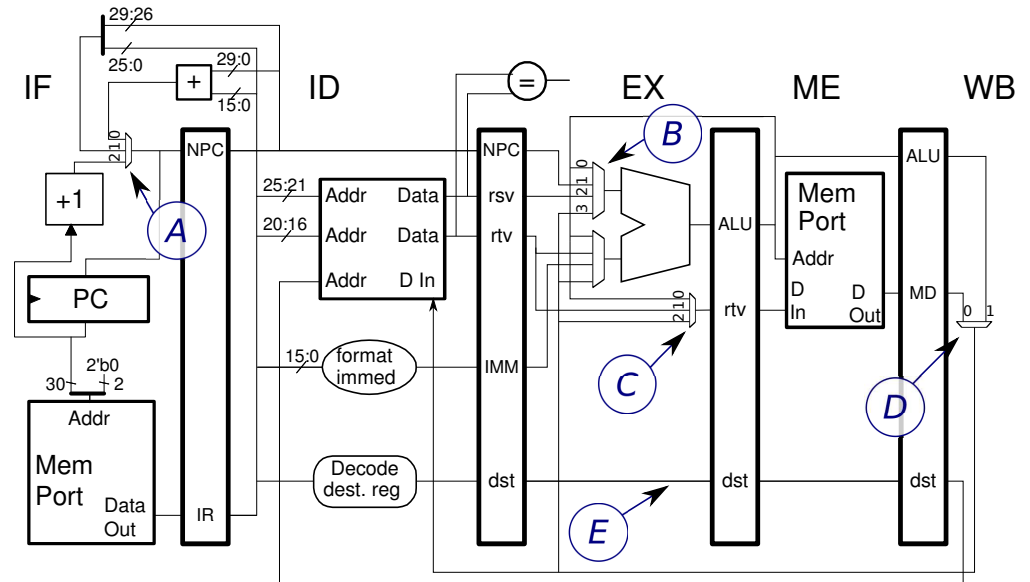 29:26
25:0
29:0
15:0
+
=
IF
ID
EX
ME
WB
2 1 0
A
B
+1
PC
30
2'b0
2
Addr
Mem
Port
Data
Out
NPC
IR
25:21
20:16
Addr
Data
Addr
Data
Addr
D In
15:0
format
immed
Decode
dest. reg
NPC
rsv
rtv
IMM
dst
0
1
2
3
2 1 0
C
E
ALU
rtv
dst
Mem
Port
Addr
D
In
D
Out
ALU
MD
dst
0 1
D